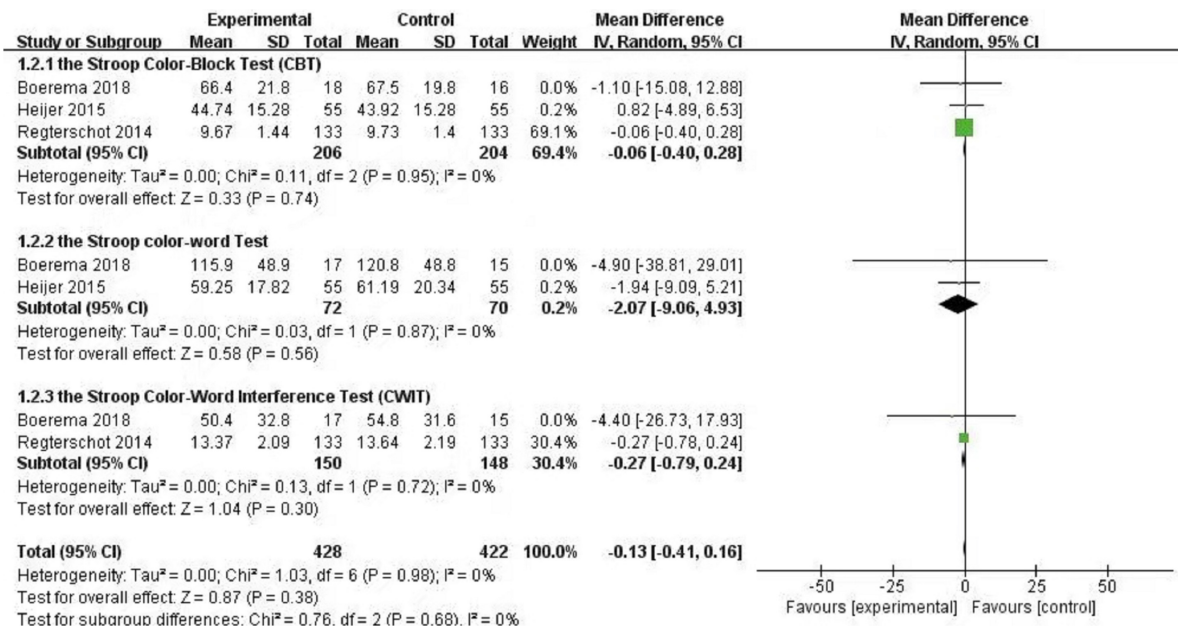 Experimental Control Mean Difference Mean Difference
Study or Subgroup Mean SD Total Mean SD Total Weight IV, Random, 95% CI IV, Random, 95% CI
1.2.1 the Stroop Color-Block Test (CBT)
Boerema 2018 66.4 21.8 18 67.5 19.8 16 0.0% -1.10 [-15.08, 12.88]
Heijer 2015 44.74 15.28 55 43.92 15.28 55 0.2% 0.82 [-4.89, 6.53]
Regterschot 2014 9.67 1.44 133 9.73 1.4 133 69.1% -0.06 [-0.40, 0.28]
Subtotal (95% CI) 206 204 69.4% -0.06 [-0.40, 0.28]
Heterogeneity: Tau² = 0.00; Chi² = 0.11, df = 2 (P = 0.95); I² = 0%
Test for overall effect: Z = 0.33 (P = 0.74)
1.2.2 the Stroop color-word Test
Boerema 2018 115.9 48.9 17 120.8 48.8 15 0.0% -4.90 [-38.81, 29.01]
Heijer 2015 59.25 17.82 55 61.19 20.34 55 0.2% -1.94 [-9.09, 5.21]
Subtotal (95% CI) 72 70 0.2% -2.07 [-9.06, 4.93]
Heterogeneity: Tau² = 0.00; Chi² = 0.03, df = 1 (P = 0.87); I² = 0%
Test for overall effect: Z = 0.58 (P = 0.56)
1.2.3 the Stroop Color-Word Interference Test (CWIT)
Boerema 2018 50.4 32.8 17 54.8 31.6 15 0.0% -4.40 [-26.73, 17.93]
Regterschot 2014 13.37 2.09 133 13.64 2.19 133 30.4% -0.27 [-0.78, 0.24]
Subtotal (95% CI) 150 148 30.4% -0.27 [-0.79, 0.24]
Heterogeneity: Tau² = 0.00; Chi² = 0.13, df = 1 (P = 0.72); I² = 0%
Test for overall effect: Z = 1.04 (P = 0.30)
Total (95% CI) 428 422 100.0% -0.13 [-0.41, 0.16]
Heterogeneity: Tau² = 0.00; Chi² = 1.03, df = 6 (P = 0.98); I² = 0%
Test for overall effect: Z = 0.87 (P = 0.38)
Test for subgroup differences: Chi² = 0.76, df = 2 (P = 0.68), I² = 0%
-50 -25 0 25 50
Favours [experimental] Favours [control]